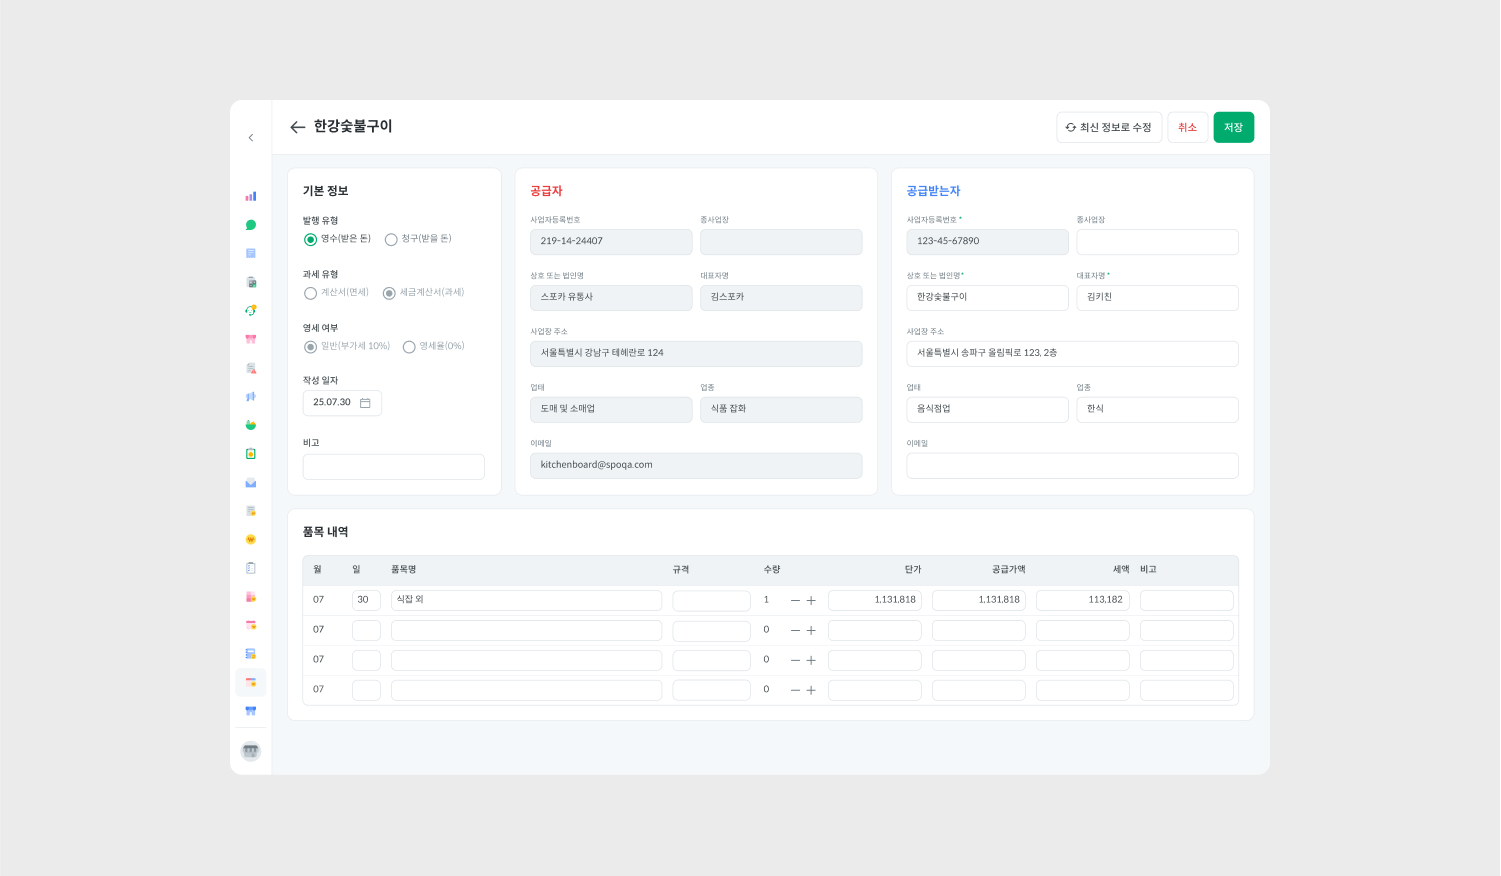 한강숯불구이
최신 정보로 수정
취소
저장
기본 정보
발행 유형
영수(받은 돈)
청구(받을 돈)
과세 유형
계산서(면세)
세금계산서(과세)
영세 여부
일반(부가세 10%)
영세율(0%)
작성 일자
25.07.30
비고
공급자
사업자등록번호
종사업장
219-14-24407
상호 또는 법인명
대표자명
스포카 유통사
김스포카
사업장 주소
서울특별시 강남구 테헤란로 124
업태
업종
도매 및 소매업
식품 잡화
이메일
kitchenboard@spoqa.com
공급받는자
사업자등록번호 *
종사업장
123-45-67890
상호 또는 법인명*
대표자명*
한강숯불구이
김키친
사업장 주소
서울특별시 송파구 올림픽로 123, 2층
업태
업종
음식점업
한식
이메일
품목 내역
월 일 품목명 규격 수량 단가 공급가액 세액 비고
07 30 식잡 외 1 1,131,818 1,131,818 113,182
07 0
07 0
07 0